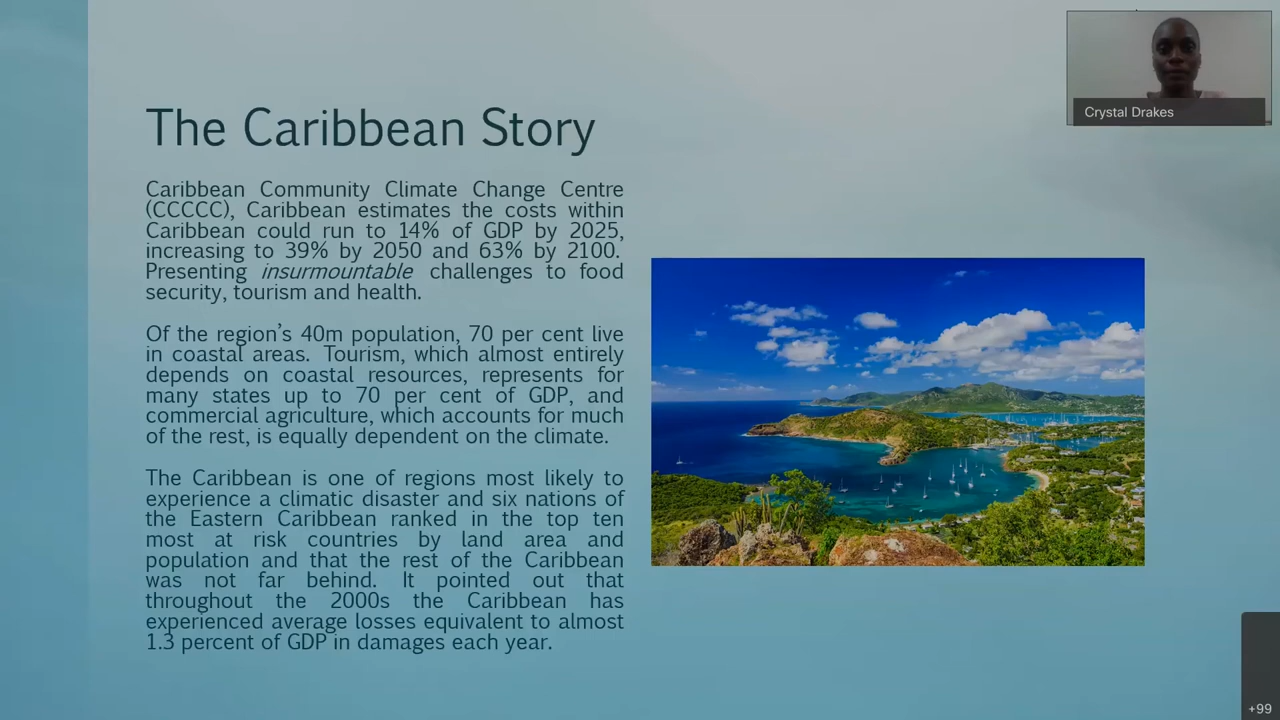 Crystal Drakes
The Caribbean Story
Caribbean Community Climate Change Centre
(CCCCC), Caribbean estimates the costs within
Caribbean could run to 14% of GDP by 2025,
increasing to 39% by 2050 and 63% by 2100.
Presenting insurmountable challenges to food
security, tourism and health.
Of the region’s 40m population, 70 per cent live
in coastal areas. Tourism, which almost entirely
depends on coastal resources, represents for
many states up to 70 per cent of GDP, and
commercial agriculture, which accounts for much
of the rest, is equally dependent on the climate.
The Caribbean is one of regions most likely to
experience a climatic disaster and six nations of
the Eastern Caribbean ranked in the top ten
most at risk countries by land area and
population and that the rest of the Caribbean
was not far behind. It pointed out that
throughout the 2000s the Caribbean has
experienced average losses equivalent to almost
1.3 percent of GDP in damages each year.
+99